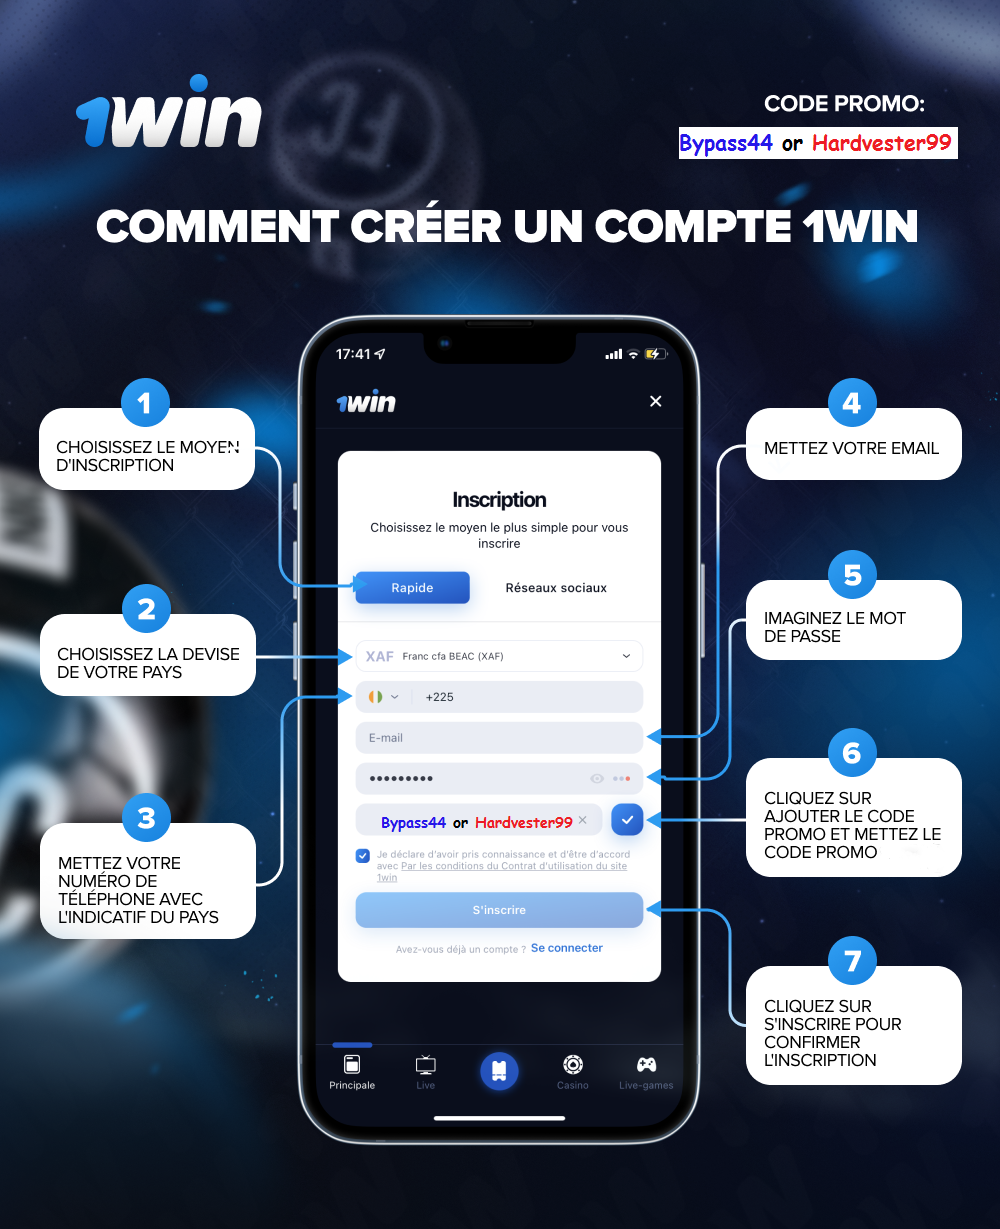 1win
CODE PROMO:
Bypass44 or Hardvester99
COMMENT CRÉER UN COMPTE 1WIN
17:41
1win
1
CHOISISSEZ LE MOYEN
D'INSCRIPTION
2
CHOISISSEZ LA DEVISE
DE VOTRE PAYS
3
METTEZ VOTRE
NUMÉRO DE
TÉLÉPHONE AVEC
L'INDICATIF DU PAYS
Inscription
Choisissez le moyen le plus simple pour vous
inscrire
Rapide
Réseaux sociaux
XAF Franc cfa BEAC (XAF)
+225
E-mail
Bypass44 or Hardvester99
Je déclare d'avoir pris connaissance et d'être d'accord
avec Par les conditions du Contrat d'utilisation du site
1win
S'inscrire
Avez-vous déjà un compte ? Se connecter
Principale
Live
Casino
Live-games
4
METTEZ VOTRE EMAIL
5
IMAGINEZ LE MOT
DE PASSE
6
CLIQUEZ SUR
AJOUTER LE CODE
PROMO ET METTEZ LE
CODE PROMO
7
CLIQUEZ SUR
S'INSCRIRE POUR
CONFIRMER
L'INSCRIPTION